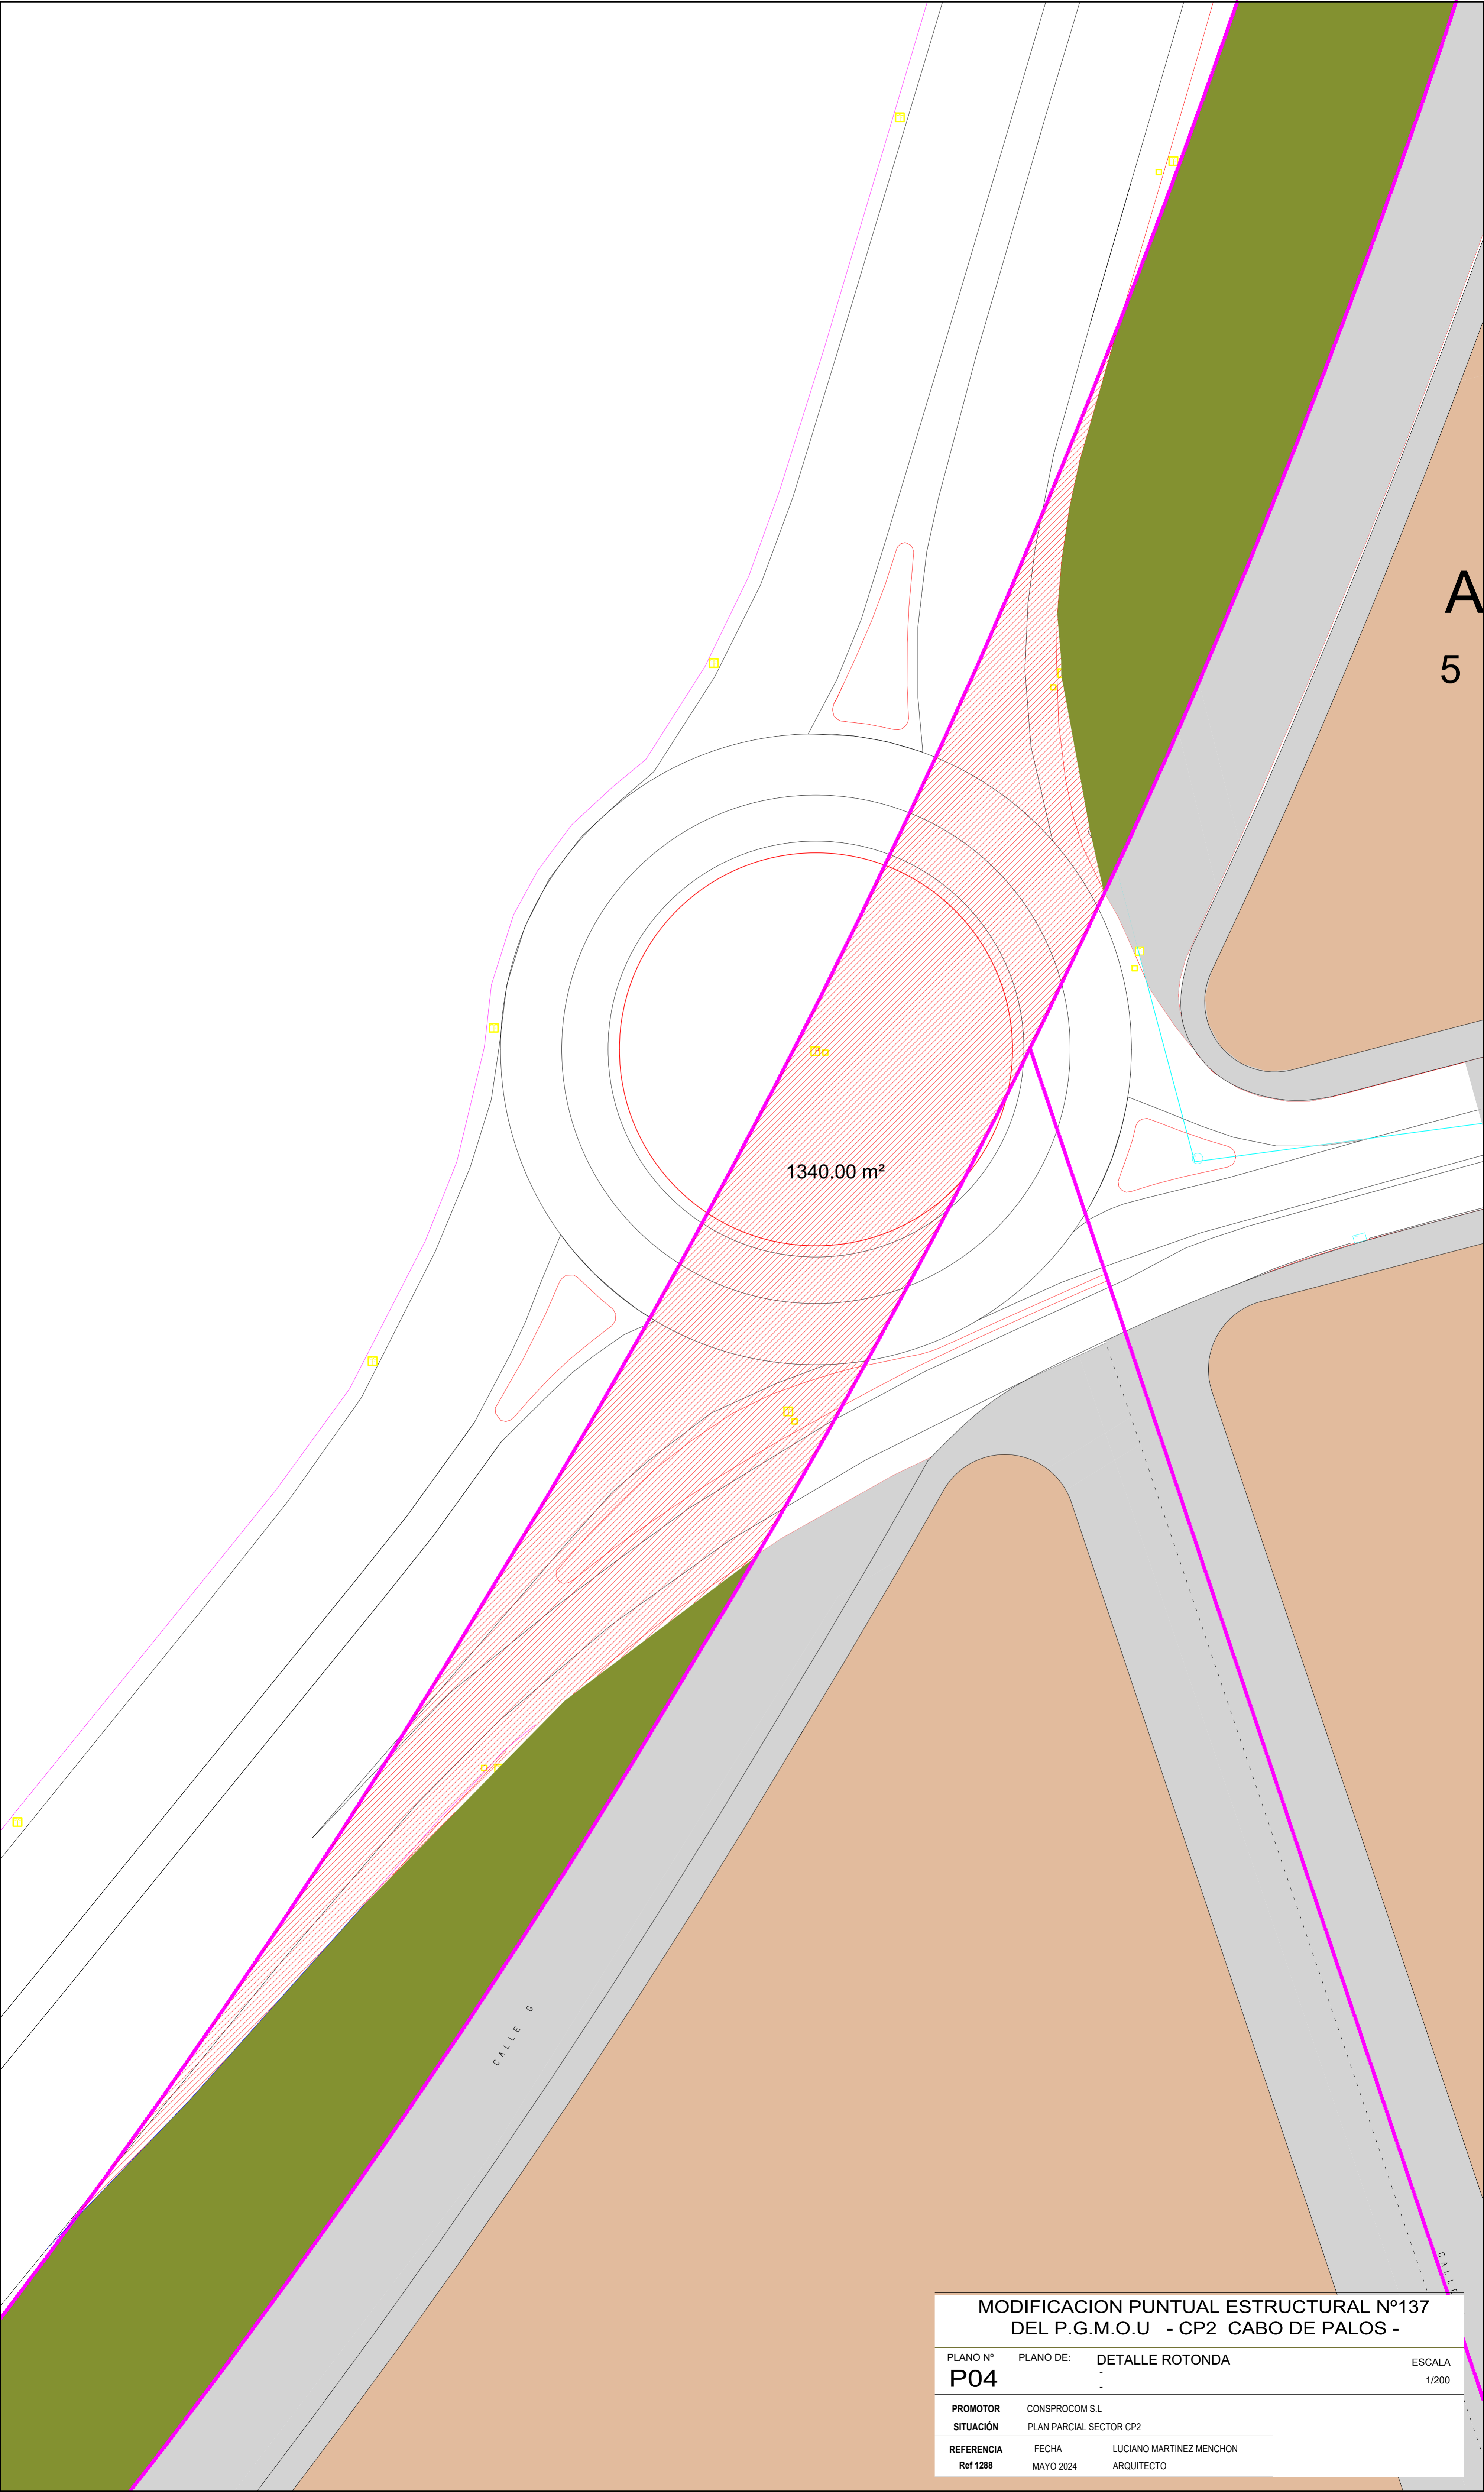 A
5
1340.00 m²
CALLE G
CALLE
MODIFICACION PUNTUAL ESTRUCTURAL Nº137
DEL P.G.M.O.U - CP2 CABO DE PALOS -
PLANO Nº PLANO DE: DETALLE ROTONDA ESCALA
P04 - 1/200
-
PROMOTOR CONSPROCOM S.L
SITUACIÓN PLAN PARCIAL SECTOR CP2
REFERENCIA FECHA LUCIANO MARTINEZ MENCHON
Ref 1288 MAYO 2024 ARQUITECTO